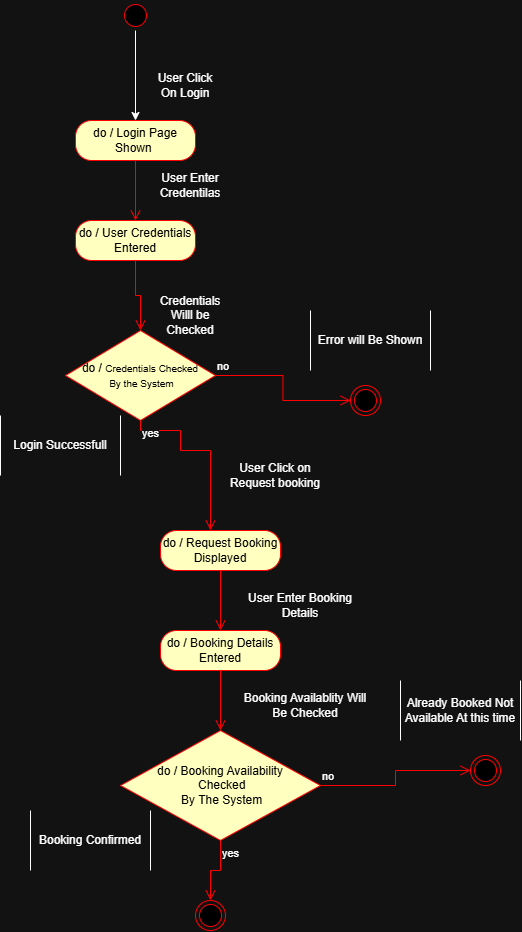 User Click
On Login
do / Login Page
Shown
User Enter
Credentilas
do / User Credentials
Entered
Credentials
Willl be
Checked
Error will Be Shown
do / Credentials Checked
By the System
no
yes
Login Successfull
User Click on
Request booking
do / Request Booking
Displayed
User Enter Booking
Details
do / Booking Details
Entered
Booking Availablity Will
Be Checked
Already Booked Not
Available At this time
do / Booking Availability
Checked
By The System
no
Booking Confirmed
yes